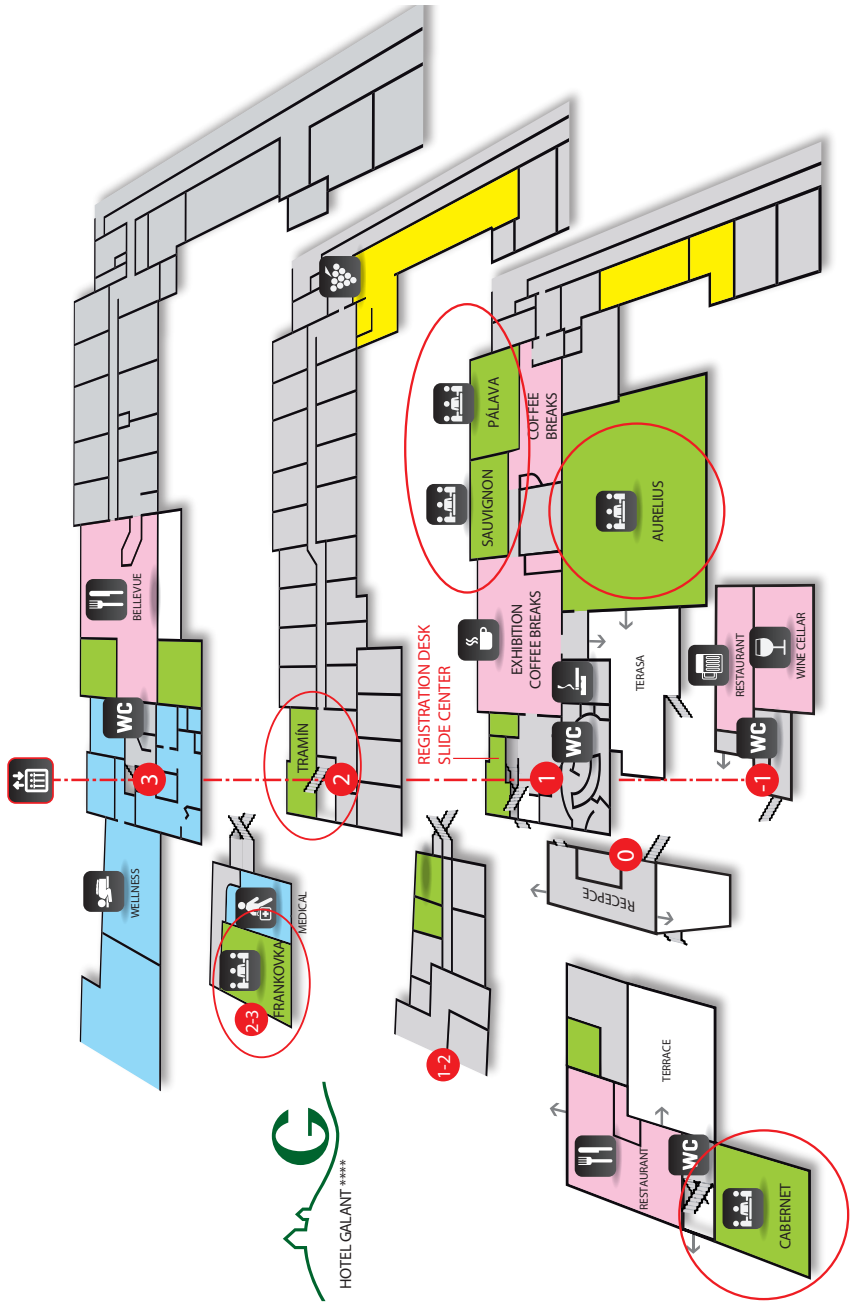 3
WC
BELLEVUE
WELLNESS
2-3
FRANKOVKA
MEDICAL
G
HOTEL GALANT ****
2
TRAMÍN
1-2
REGISTRATION DESK
SLIDE CENTER
1
WC
EXHIBITION
COFFEE BREAKS
SAUVIGNON
PÁLAVA
COFFEE
BREAKS
AURELIUS
TERASA
0
RECEPCE
-1
WC
RESTAURANT
WINE CELLAR
RESTAURANT
WC
TERRACE
CABERNET